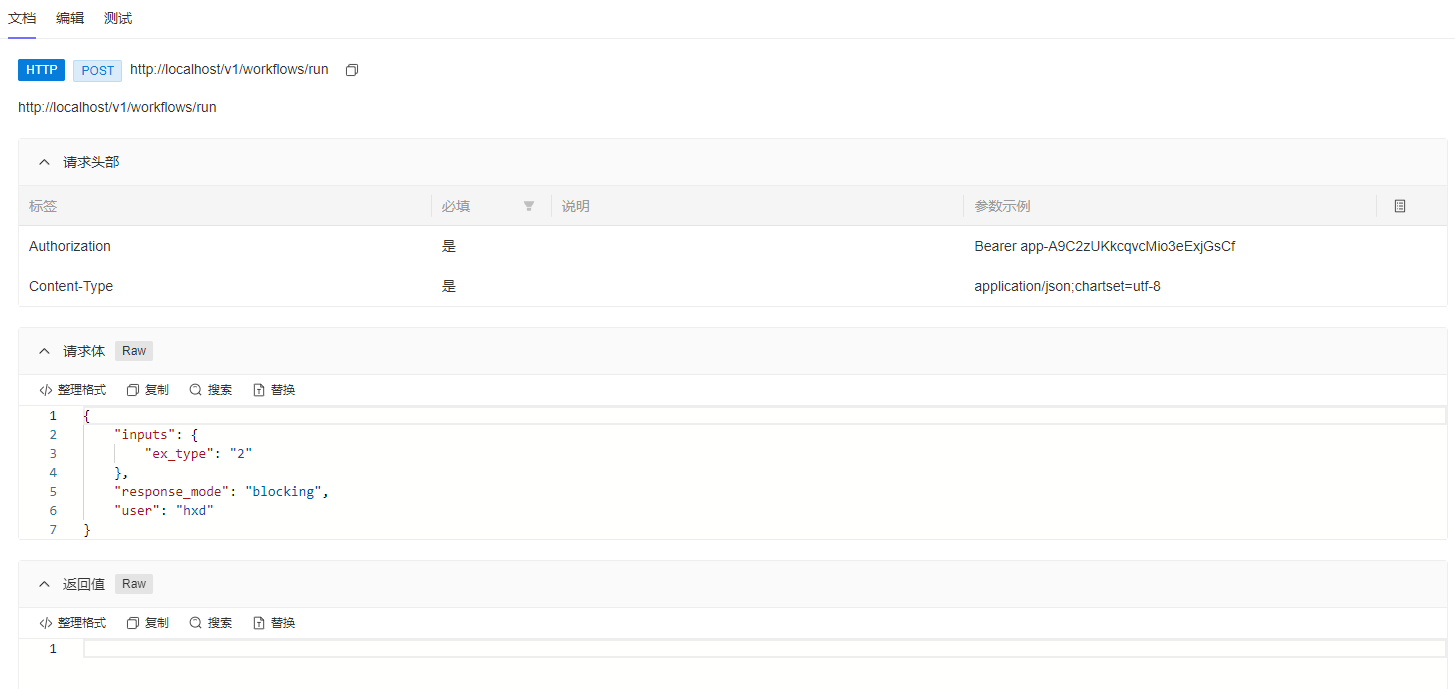 文档 编辑 测试
HTTP POST http://localhost/v1/workflows/run
http://localhost/v1/workflows/run
请求头部
标签 必填 说明 参数示例
Authorization 是 Bearer app-A9C2zUKkcqvcMio3eExjGsCf
Content-Type 是 application/json;chartset=utf-8
请求体 Raw
整理格式 复制 搜索 替换
1 {
2 "inputs": {
3 "ex_type": "2"
4 },
5 "response_mode": "blocking",
6 "user": "hxd"
7 }
返回值 Raw
整理格式 复制 搜索 替换
1